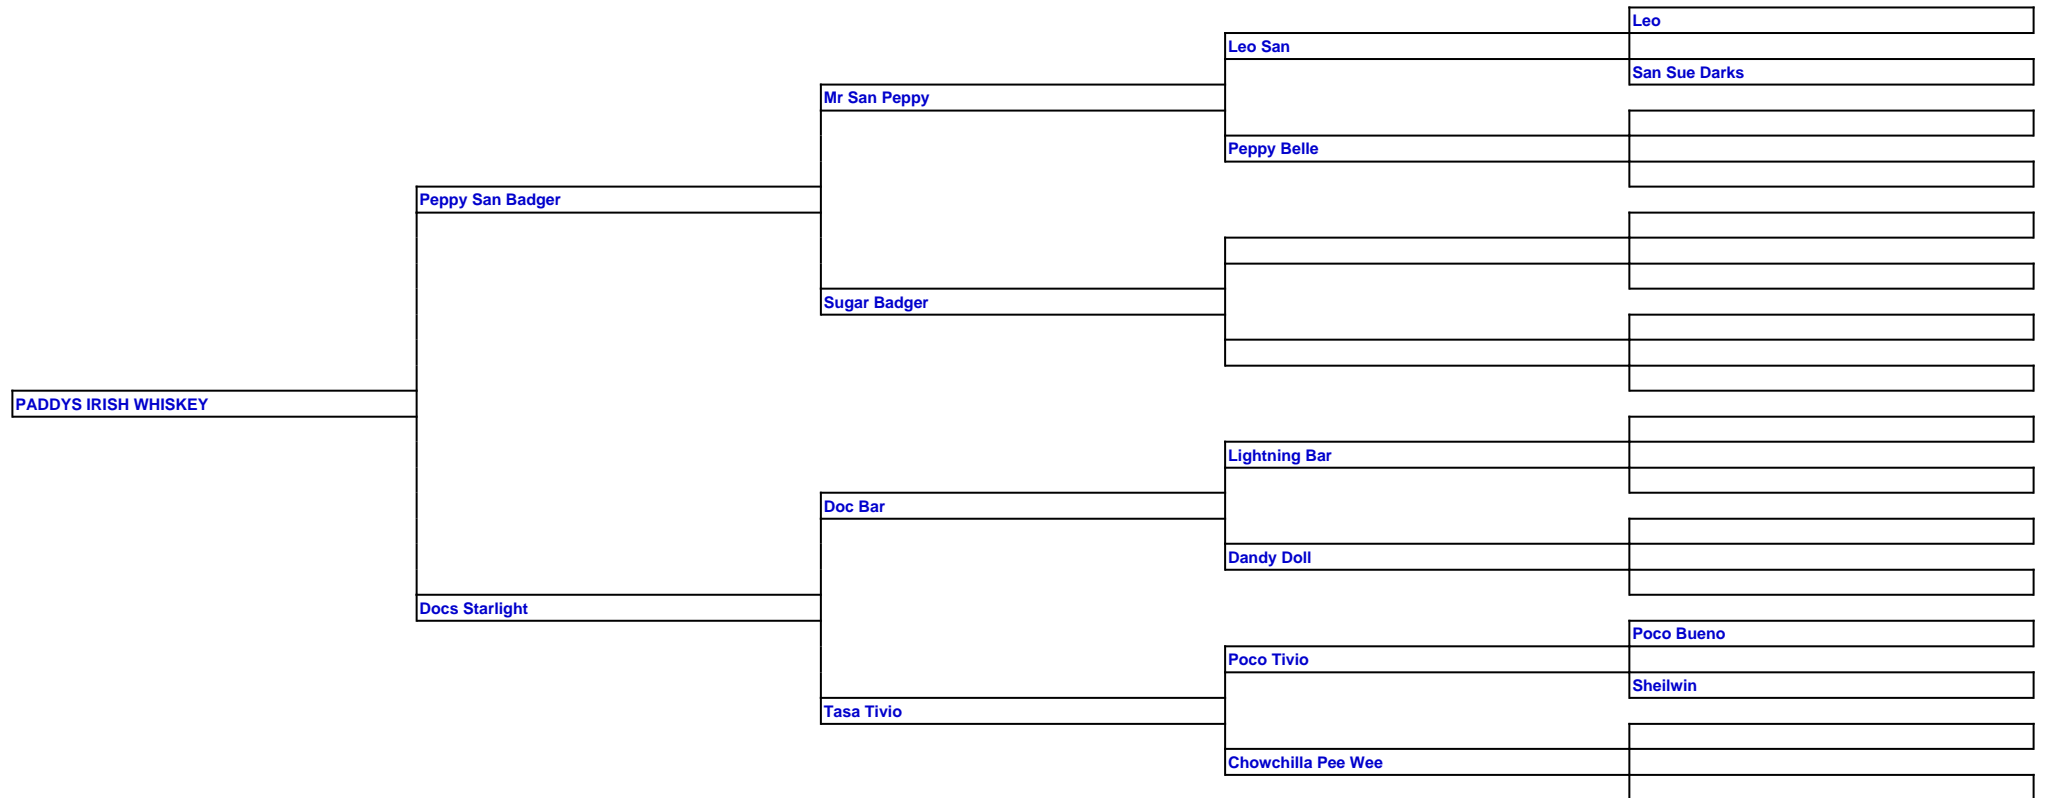 Leo
Leo San
San Sue Darks
Mr San Peppy
Peppy Belle
Peppy San Badger
Sugar Badger
PADDYS IRISH WHISKEY
Lightning Bar
Doc Bar
Dandy Doll
Docs Starlight
Poco Bueno
Poco Tivio
Sheilwin
Tasa Tivio
Chowchilla Pee Wee